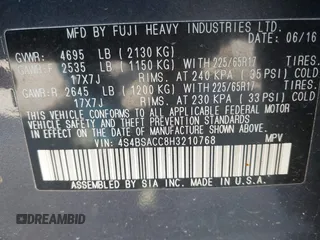 MFD BY FUJI HEAVY INDUSTRIES LTD.
DATE 06/16
GVWR: 4695 LB (2130 KG)
GAWR:F 2535 LB (1150 KG) WITH 225/65R17 TIRES,
17X7J RIMS. AT 240 KPA (35 PSI) COLD
GAWR:R 2645 LB (1200 KG) WITH 225/65R17 TIRES,
17X7J RIMS. AT 230 KPA (33 PSI) COLD
THIS VEHICLE CONFORMS TO ALL APPLICABLE FEDERAL MOTOR
VEHICLE SAFETY, BUMPER, AND THEFT PREVENTION
STANDARDS IN EFFECT ON THE DATE OF MANUFACTURE
SHOWN ABOVE.
VIN: 4S4BSACC8H3210768 MPV
ASSEMBLED BY SIA INC. MADE IN U.S.A.
DREAMBID